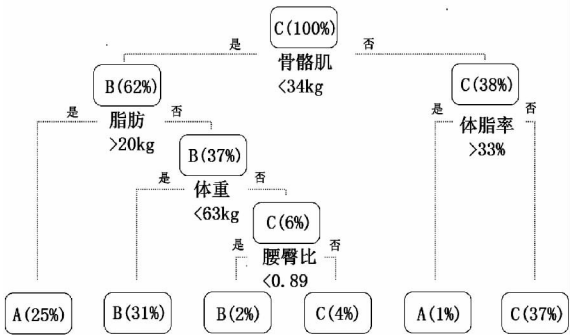 C(100%)
是 否
骨骼肌
<34kg
B(62%) C(38%)
是 脂肪 否 是 体脂率 否
>20kg >33%
B(37%)
是 体重 否
<63kg
C(6%)
是 腰臀比 否
<0.89
A(25%) B(31%) B(2%) C(4%) A(1%) C(37%)